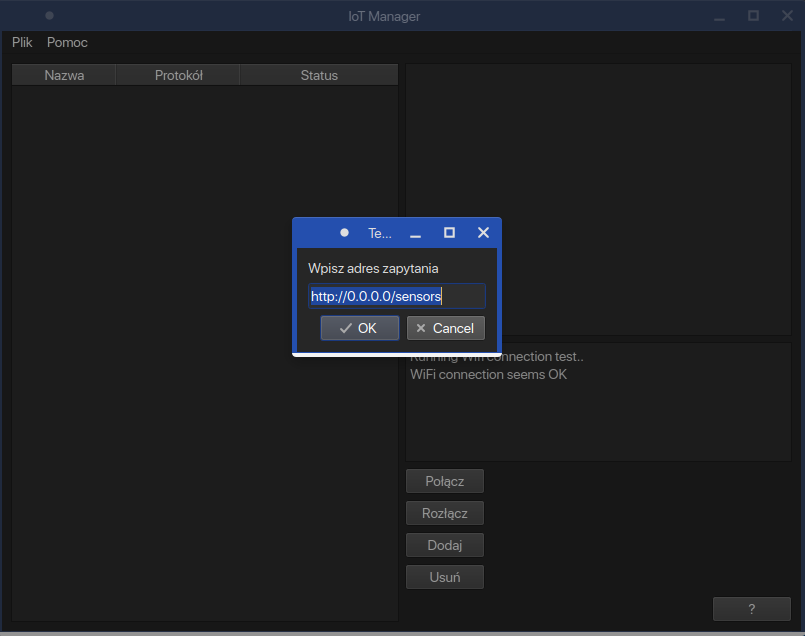 IoT Manager
Plik Pomoc
Nazwa Protokół Status
Te...
Wpisz adres zapytania
http://0.0.0.0/sensors
OK Cancel
Running Wifi connection test..
WiFi connection seems OK
Połącz
Rozłącz
Dodaj
Usuń
?